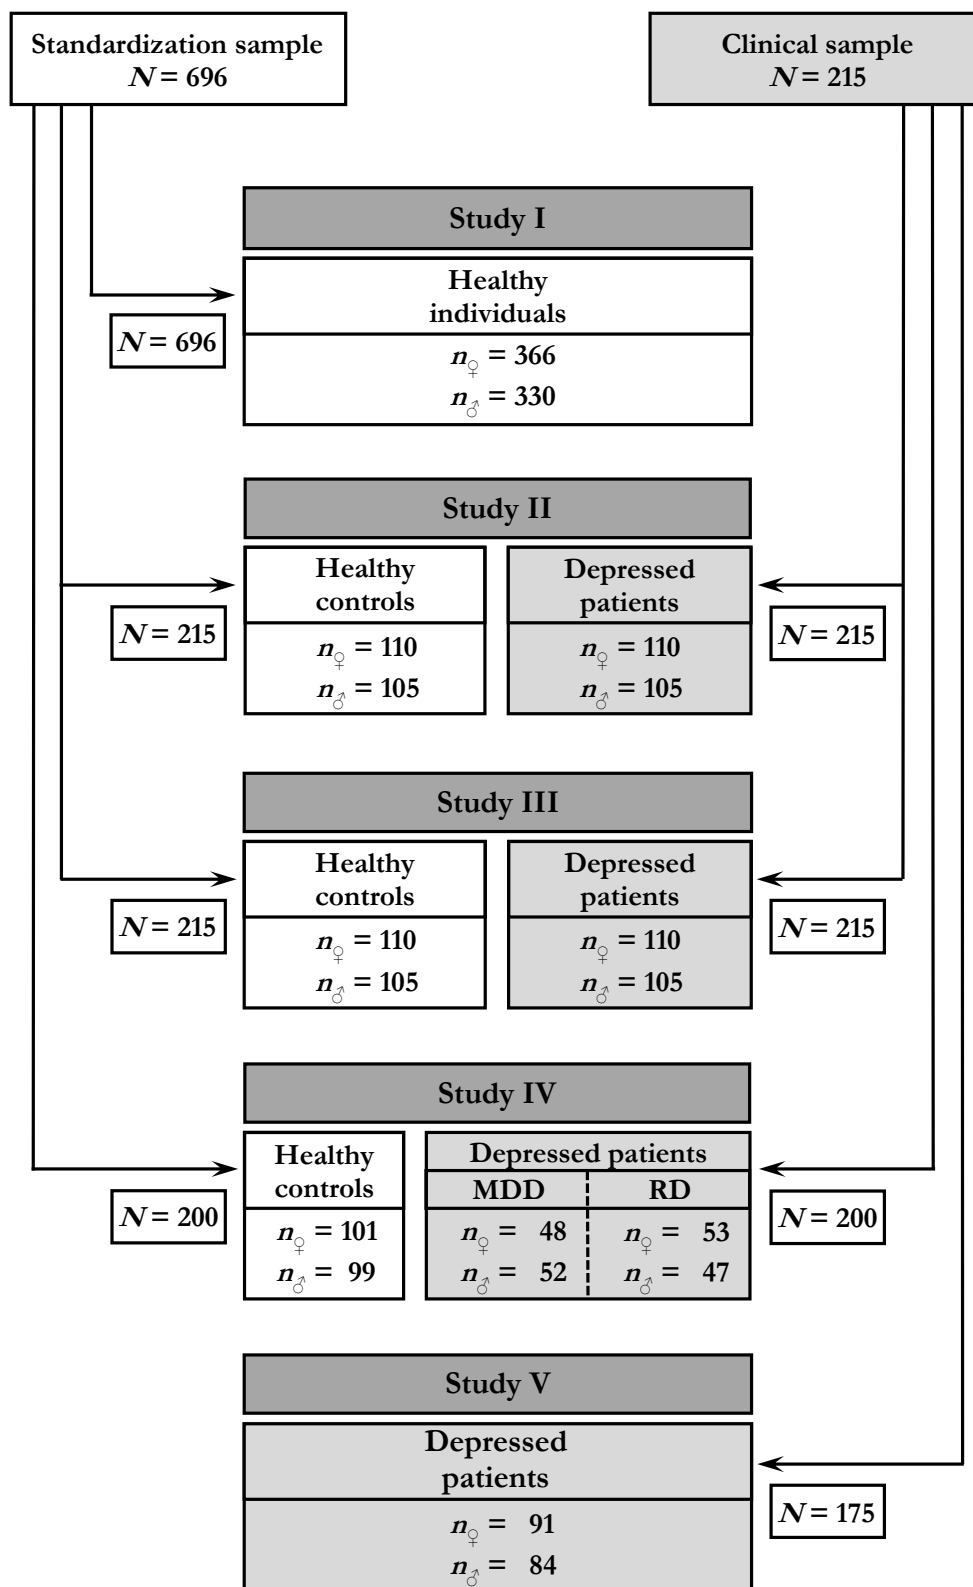 Standardization sample
N = 696
Clinical sample
N = 215
Study I
Healthy
individuals
N = 696
n♀ = 366
n♂ = 330
Study II
Healthy
controls
Depressed
patients
N = 215
n♀ = 110
n♂ = 105
n♀ = 110
n♂ = 105
N = 215
Study III
Healthy
controls
Depressed
patients
N = 215
n♀ = 110
n♂ = 105
n♀ = 110
n♂ = 105
N = 215
Study IV
Healthy
controls
Depressed patients
MDD RD
N = 200
n♀ = 101
n♂ = 99
n♀ = 48
n♂ = 52
n♀ = 53
n♂ = 47
N = 200
Study V
Depressed
patients
N = 175
n♀ = 91
n♂ = 84